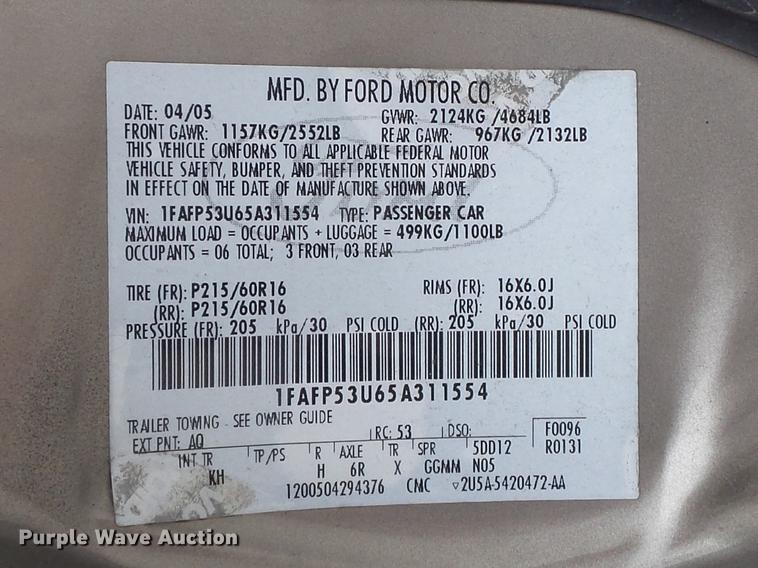 MFD. BY FORD MOTOR CO.
DATE: 04/05 GVWR: 2124KG /4684LB
FRONT GAWR: 1157KG/2552LB REAR GAWR: 967KG /2132LB
THIS VEHICLE CONFORMS TO ALL APPLICABLE FEDERAL MOTOR
VEHICLE SAFETY, BUMPER, AND THEFT PREVENTION STANDARDS
IN EFFECT ON THE DATE OF MANUFACTURE SHOWN ABOVE.
VIN: 1FAFP53U65A311554 TYPE: PASSENGER CAR
MAXIMUM LOAD = OCCUPANTS + LUGGAGE = 499KG/1100LB
OCCUPANTS = 06 TOTAL; 3 FRONT, 03 REAR
TIRE (FR): P215/60R16 RIMS (FR): 16X6.0J
(RR): P215/60R16 (RR): 16X6.0J
PRESSURE (FR): 205 kPa/30 PSI COLD (RR): 205 kPa/30 PSI COLD
1FAFP53U65A311554
TRAILER TOWING - SEE OWNER GUIDE
EXT PNT: AQ RC: 53 DSO: F0096
R0131
INT TR TP/PS R AXLE TR SPR 5DD12
KH H 6R X GGMM N05
1200504294376 CMC ▽2U5A-5420472-AA
Purple Wave Auction